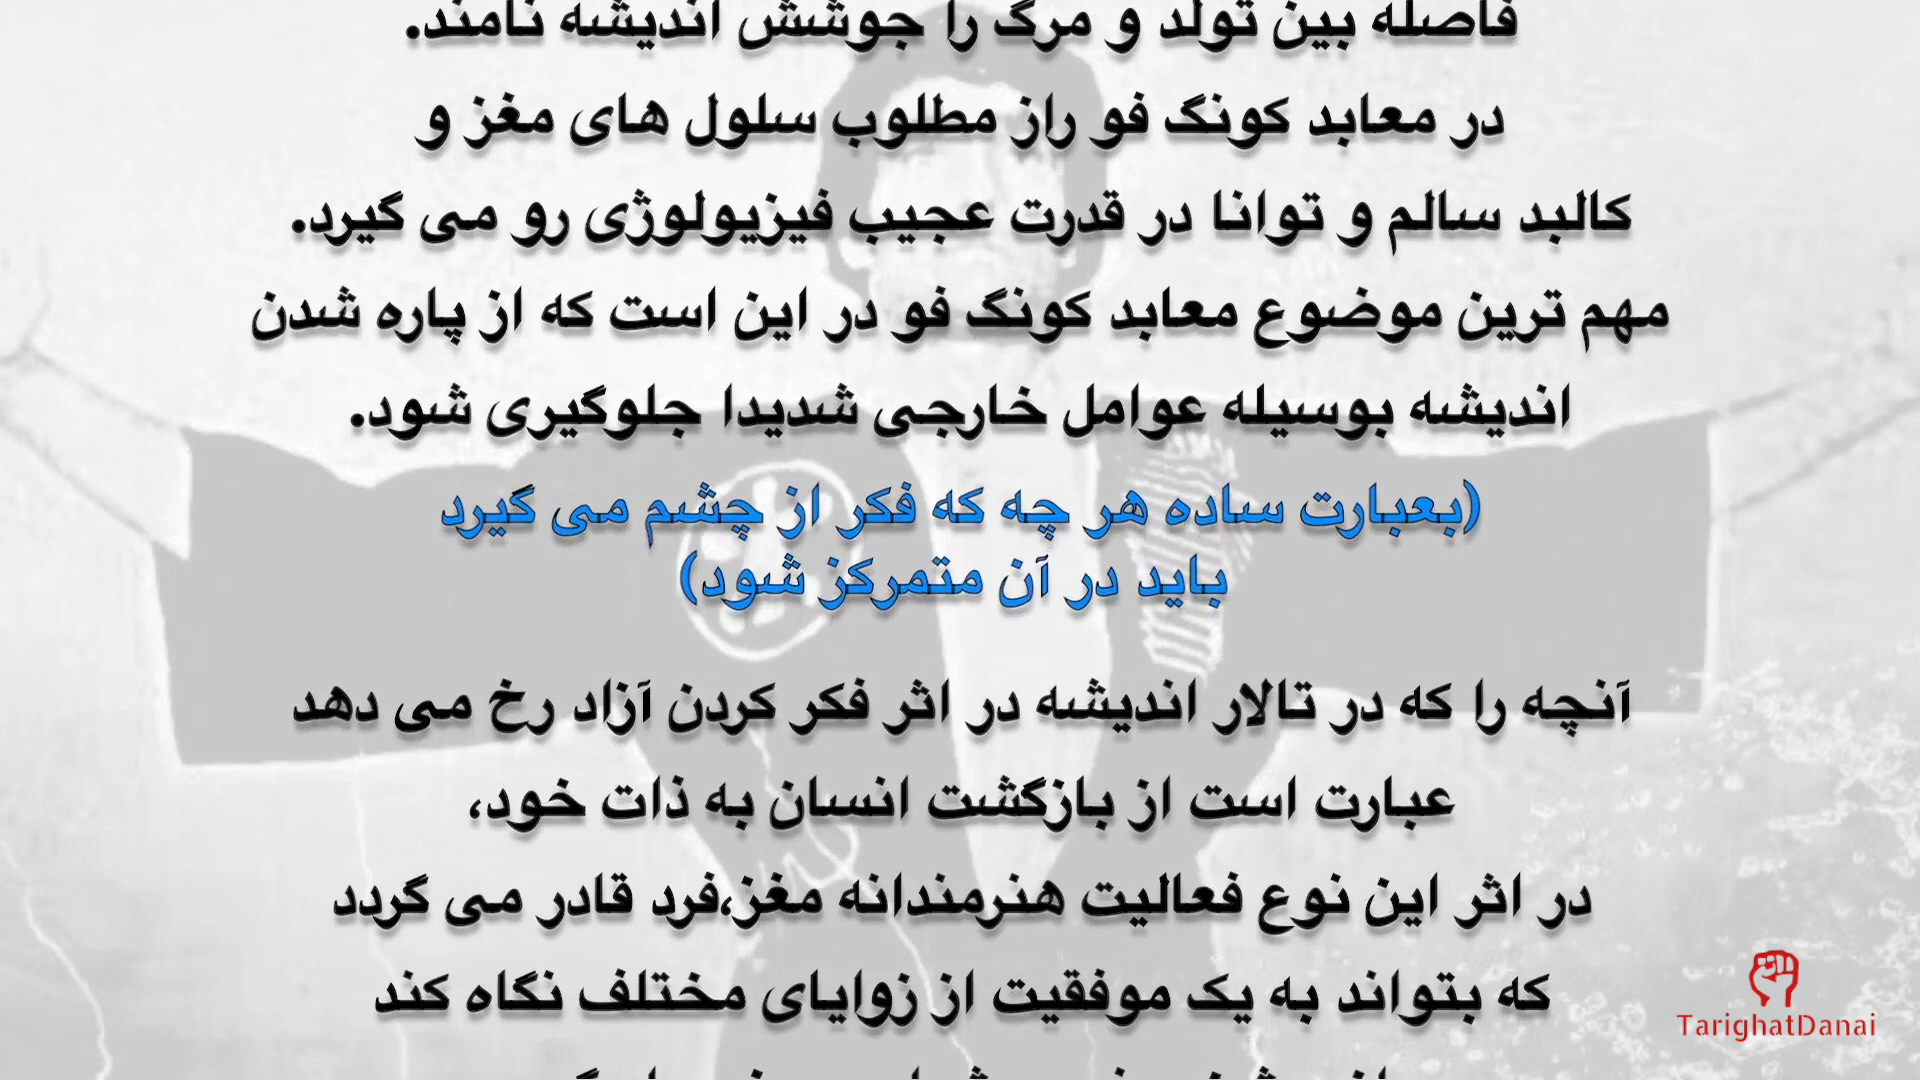 فاصله بین تولد و مرگ را جوشش اندیشه نامند.
در معابد کونگ فو راز مطلوب سلول های مغز و
کالبد سالم و توانا در قدرت عجیب فیزیولوژی رو می گیرد.
مهم ترین موضوع معابد کونگ فو در این است که از پاره شدن
اندیشه بوسیله عوامل خارجی شدیدا جلوگیری شود.
(بعبارت ساده هر چه که فکر از چشم می گیرد
باید در آن متمرکز شود)
آنچه را که در تالار اندیشه در اثر فکر کردن آزاد رخ می دهد
عبارت است از بازگشت انسان به ذات خود،
در اثر این نوع فعالیت هنرمندانه مغز،فرد قادر می گردد
که بتواند به یک موفقیت از زوایای مختلف نگاه کند
TarighatDanai